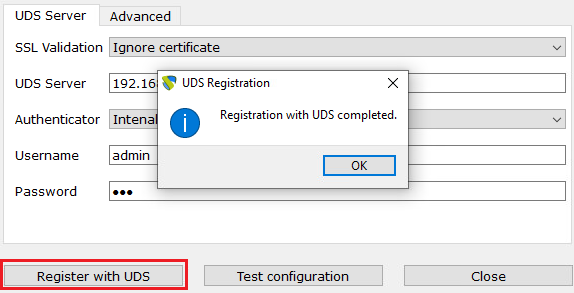 UDS Server Advanced
SSL Validation Ignore certificate
UDS Registration
UDS Server 192.16
Registration with UDS completed.
Authenticator
Username admin
OK
Password ●●●
Register with UDS Test configuration Close